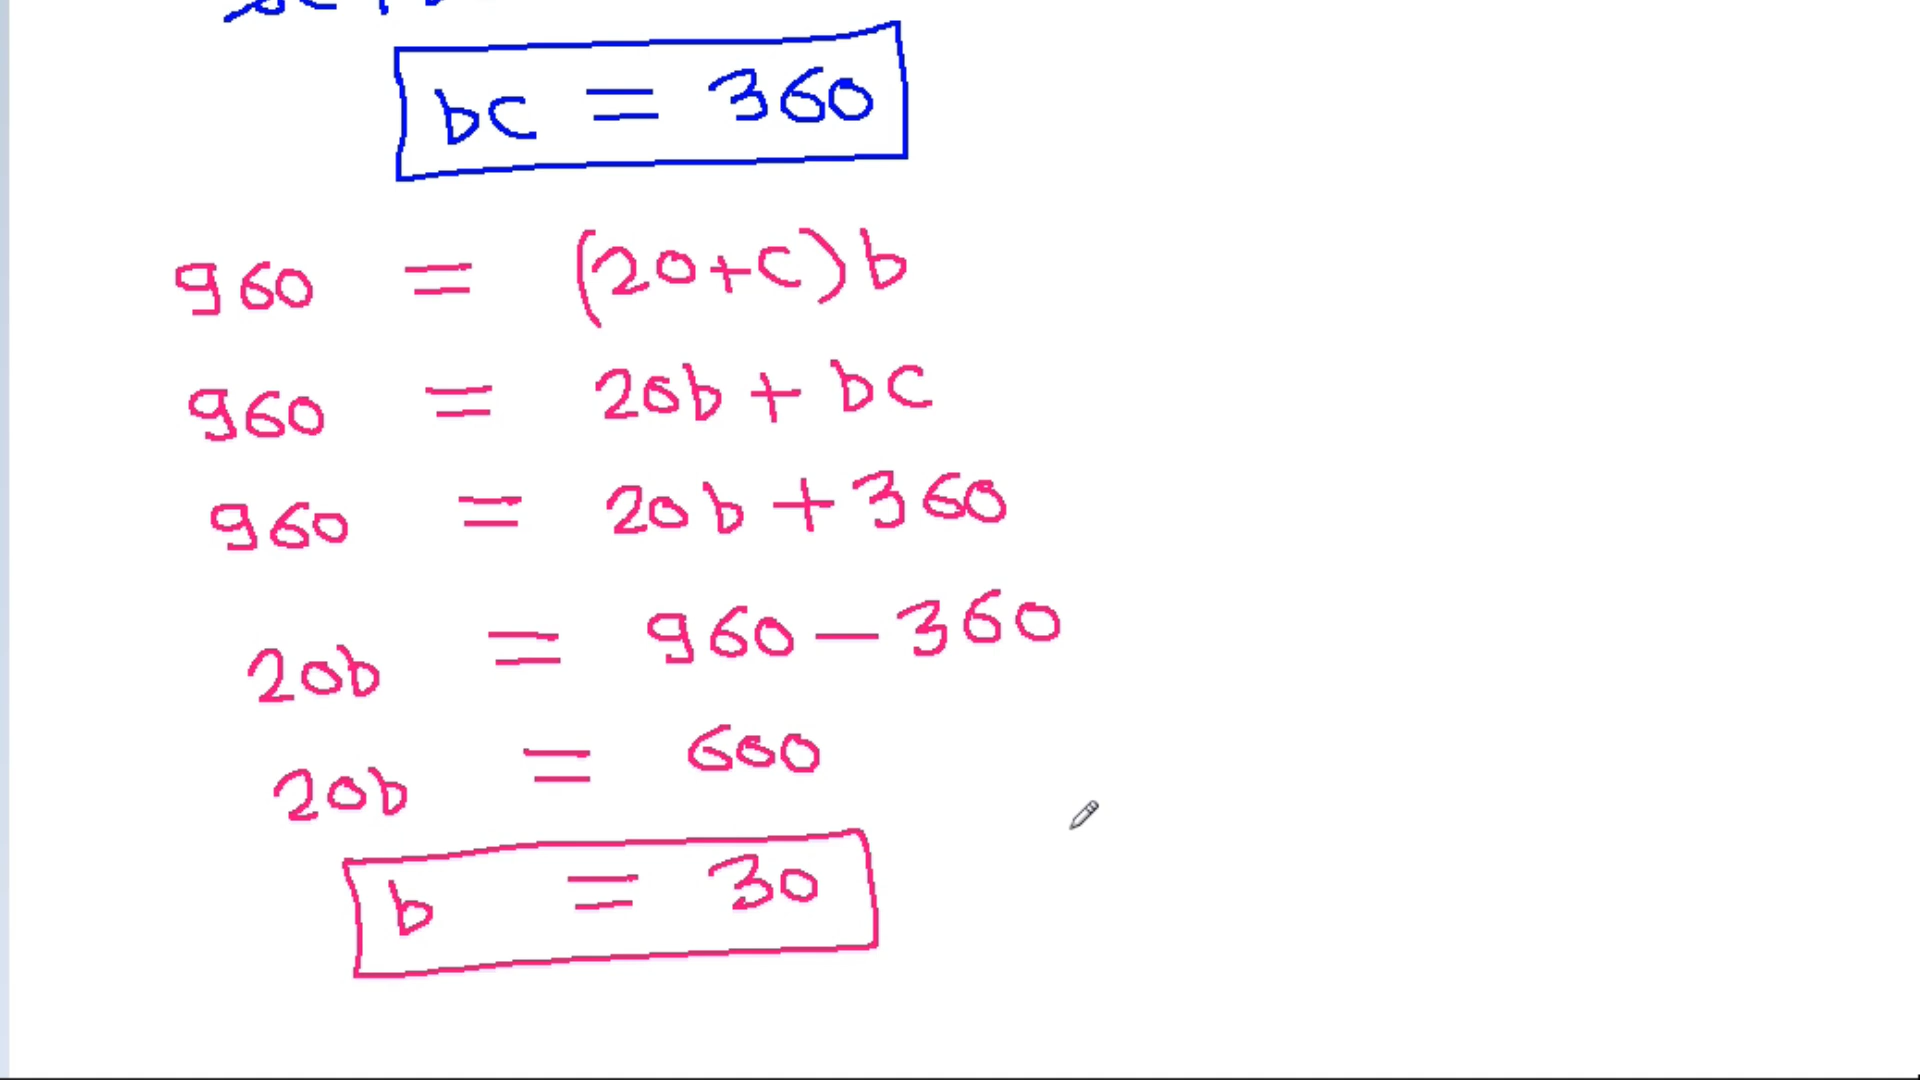 bc = 360
960 = (20+c)b
960 = 20b + bc
960 = 20b + 360
20b = 960 - 360
20b = 600
b = 30